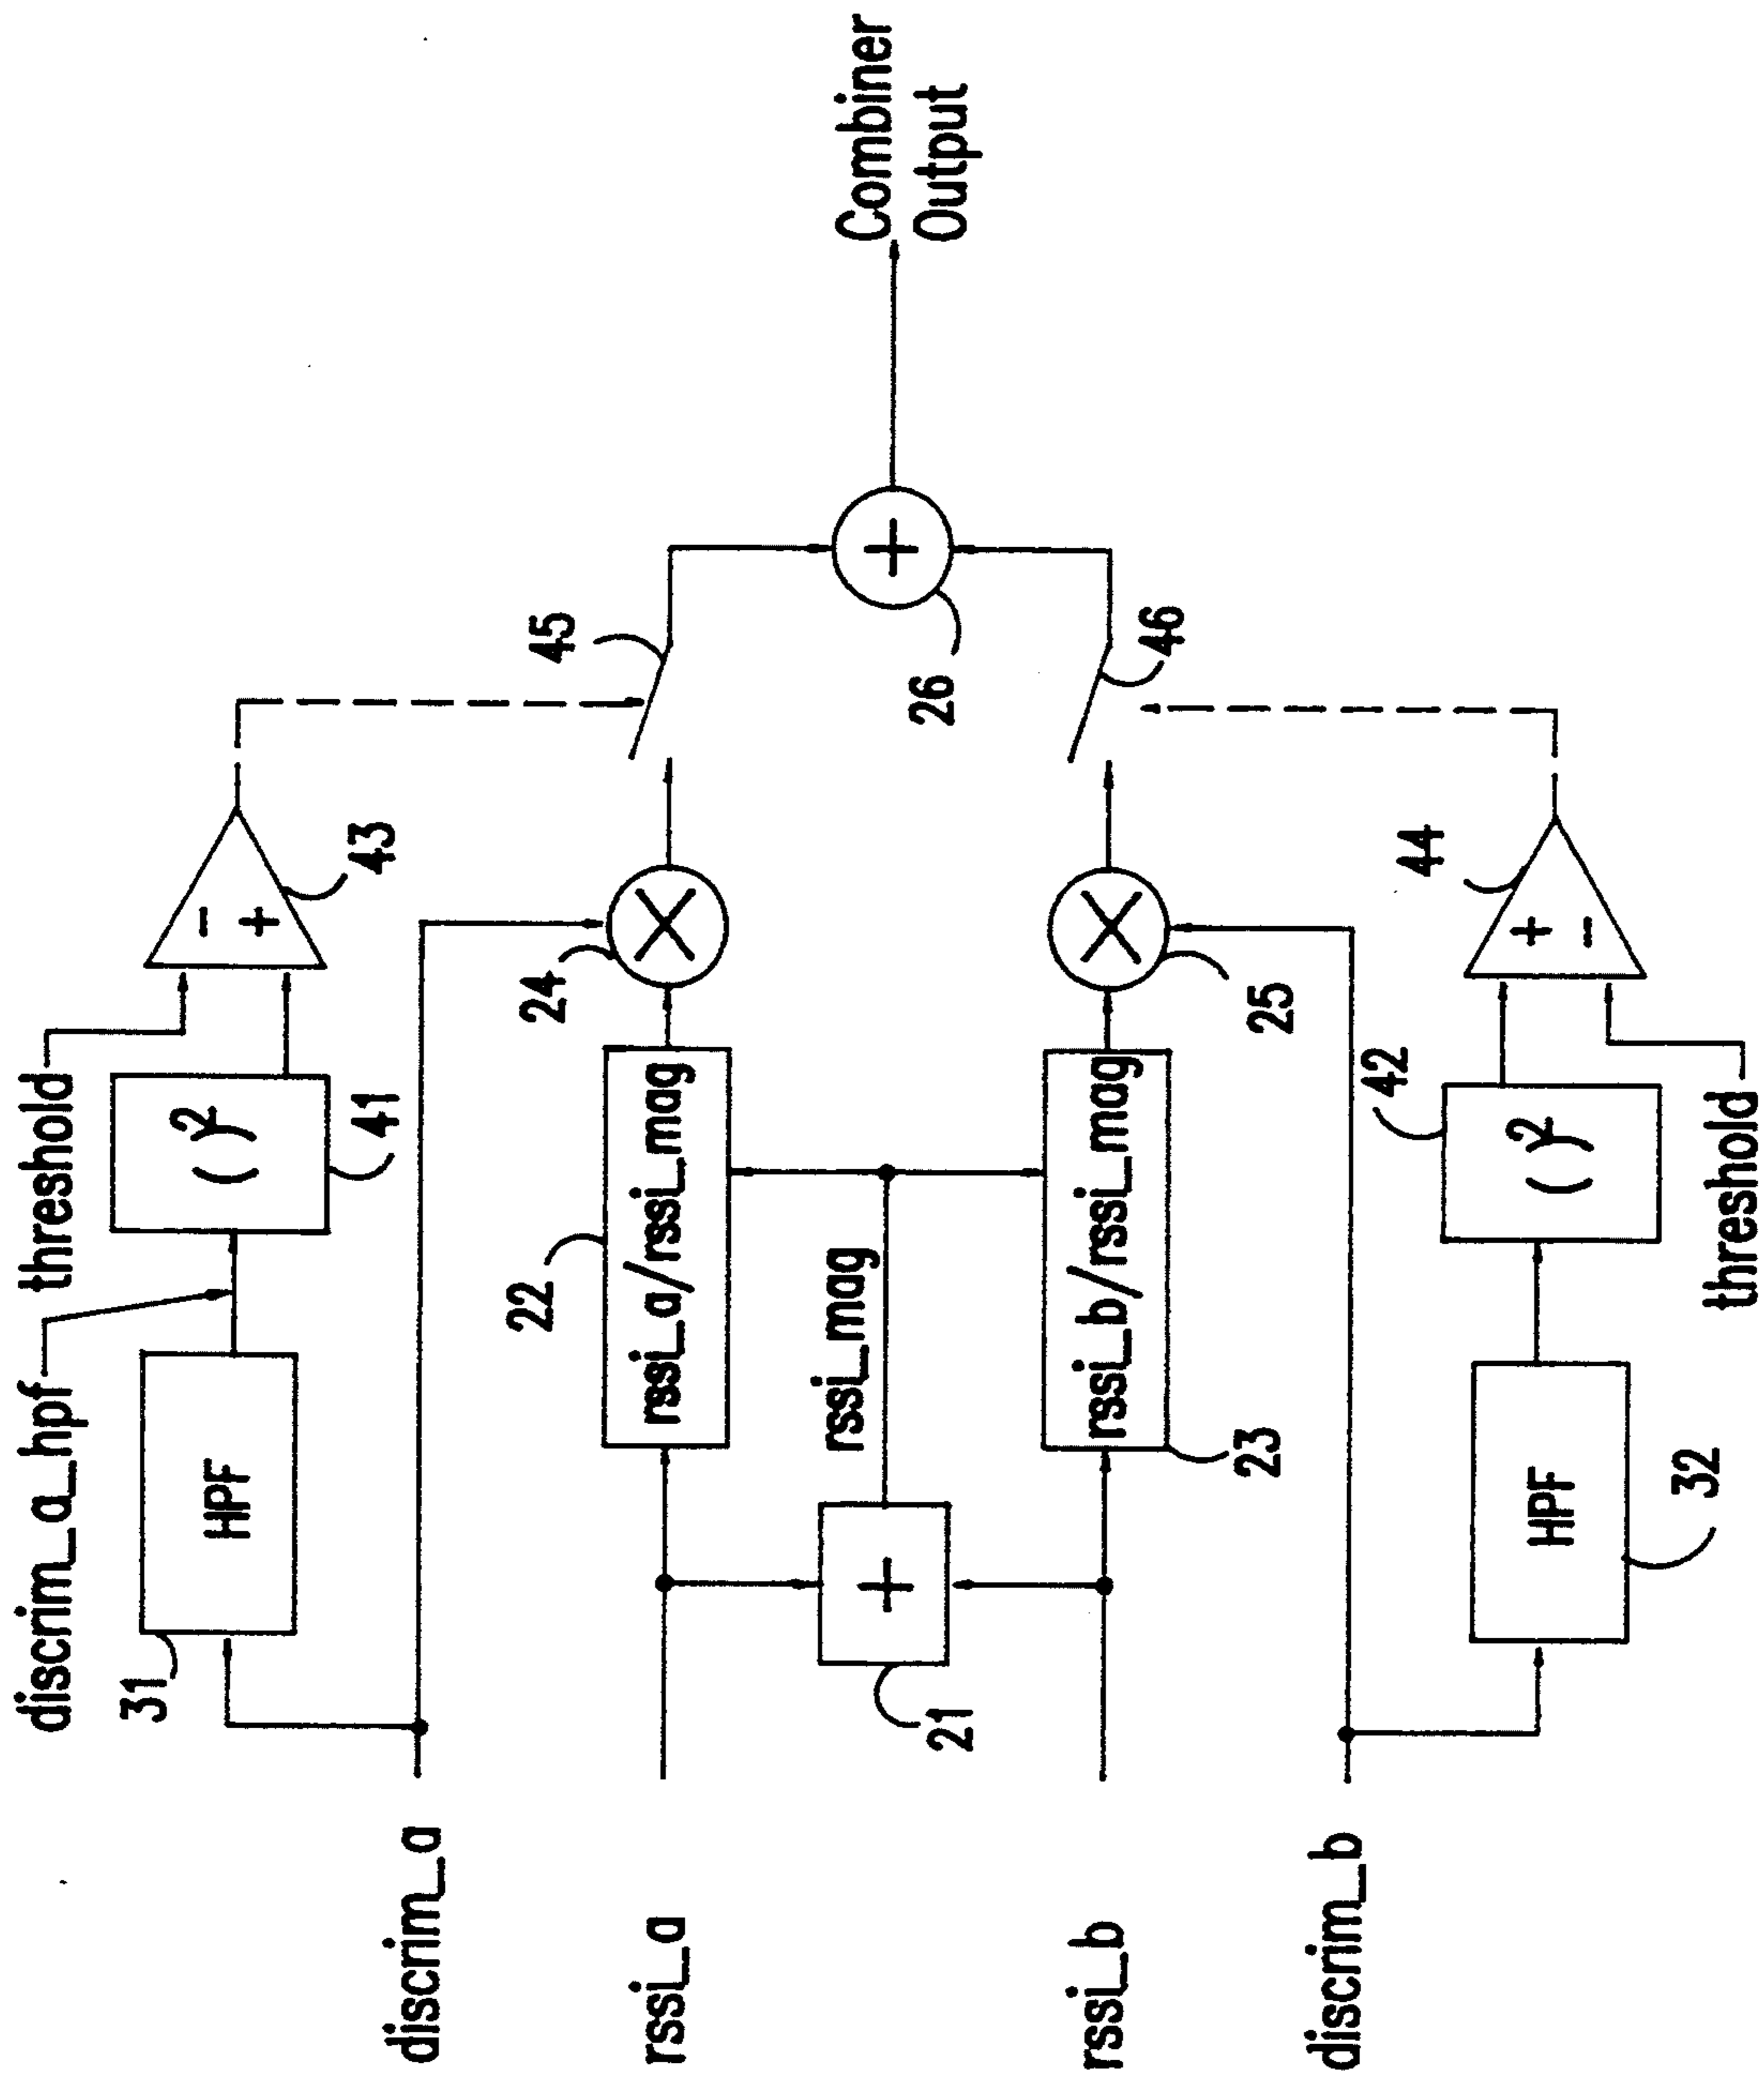 discrim_a_hpf
threshold
31
HPF
( )2
41
-
+
43
discrim_a
22
24
45
rssi_a
rssi_a/rssi_mag
21
+
rssi_mag
26
+
Combiner
Output
rssi_b
rssi_b/rssi_mag
23
25
46
discrim_b
32
HPF
42
( )2
44
+
-
threshold